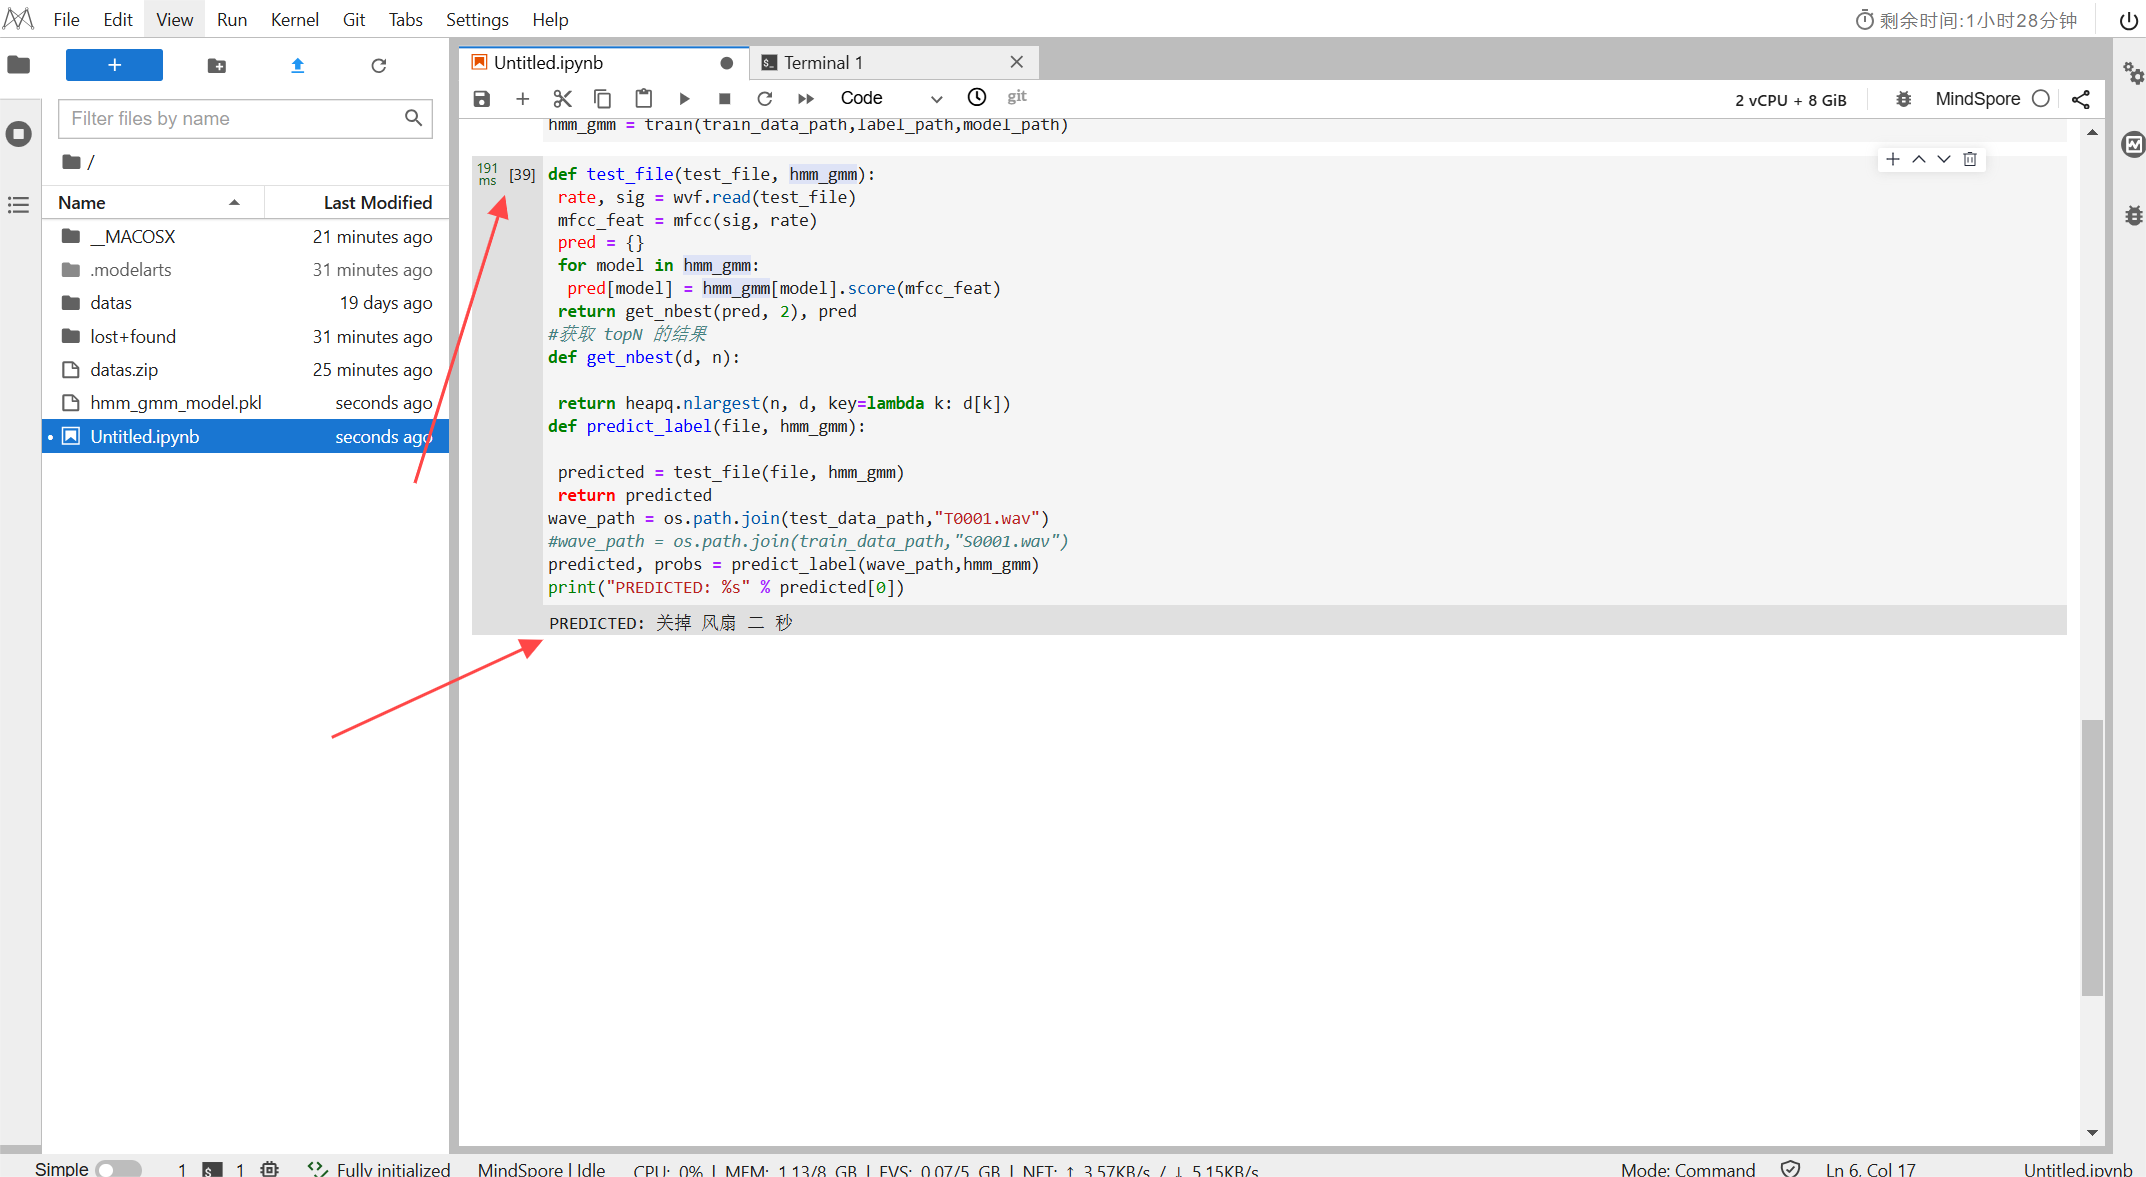 File Edit View Run Kernel Git Tabs Settings Help
剩余时间:1小时28分钟
+
Filter files by name
/
Name Last Modified
__MACOSX 21 minutes ago
.modelarts 31 minutes ago
datas 19 days ago
lost+found 31 minutes ago
datas.zip 25 minutes ago
hmm_gmm_model.pkl seconds ago
Untitled.ipynb seconds ago
Untitled.ipynb
Terminal 1
Code
git
2 vCPU + 8 GiB
MindSpore
hmm_gmm = train(train_data_path,label_path,model_path)
191 ms [39]
def test_file(test_file, hmm_gmm):
rate, sig = wvf.read(test_file)
mfcc_feat = mfcc(sig, rate)
pred = {}
for model in hmm_gmm:
pred[model] = hmm_gmm[model].score(mfcc_feat)
return get_nbest(pred, 2), pred
#获取 topN 的结果
def get_nbest(d, n):
return heapq.nlargest(n, d, key=lambda k: d[k])
def predict_label(file, hmm_gmm):
predicted = test_file(file, hmm_gmm)
return predicted
wave_path = os.path.join(test_data_path,"T0001.wav")
#wave_path = os.path.join(train_data_path,"S0001.wav")
predicted, probs = predict_label(wave_path,hmm_gmm)
print("PREDICTED: %s" % predicted[0])
PREDICTED: 关掉 风扇 二 秒
Simple 1 1 Fully initialized MindSpore | Idle CPU: 0% | MEM: 1.13/8 GB | EVS: 0.07/5 GB | NET: ↑ 3.57KB/s / ↓ 5.15KB/s Mode: Command Ln 6, Col 17 Untitled.ipynb